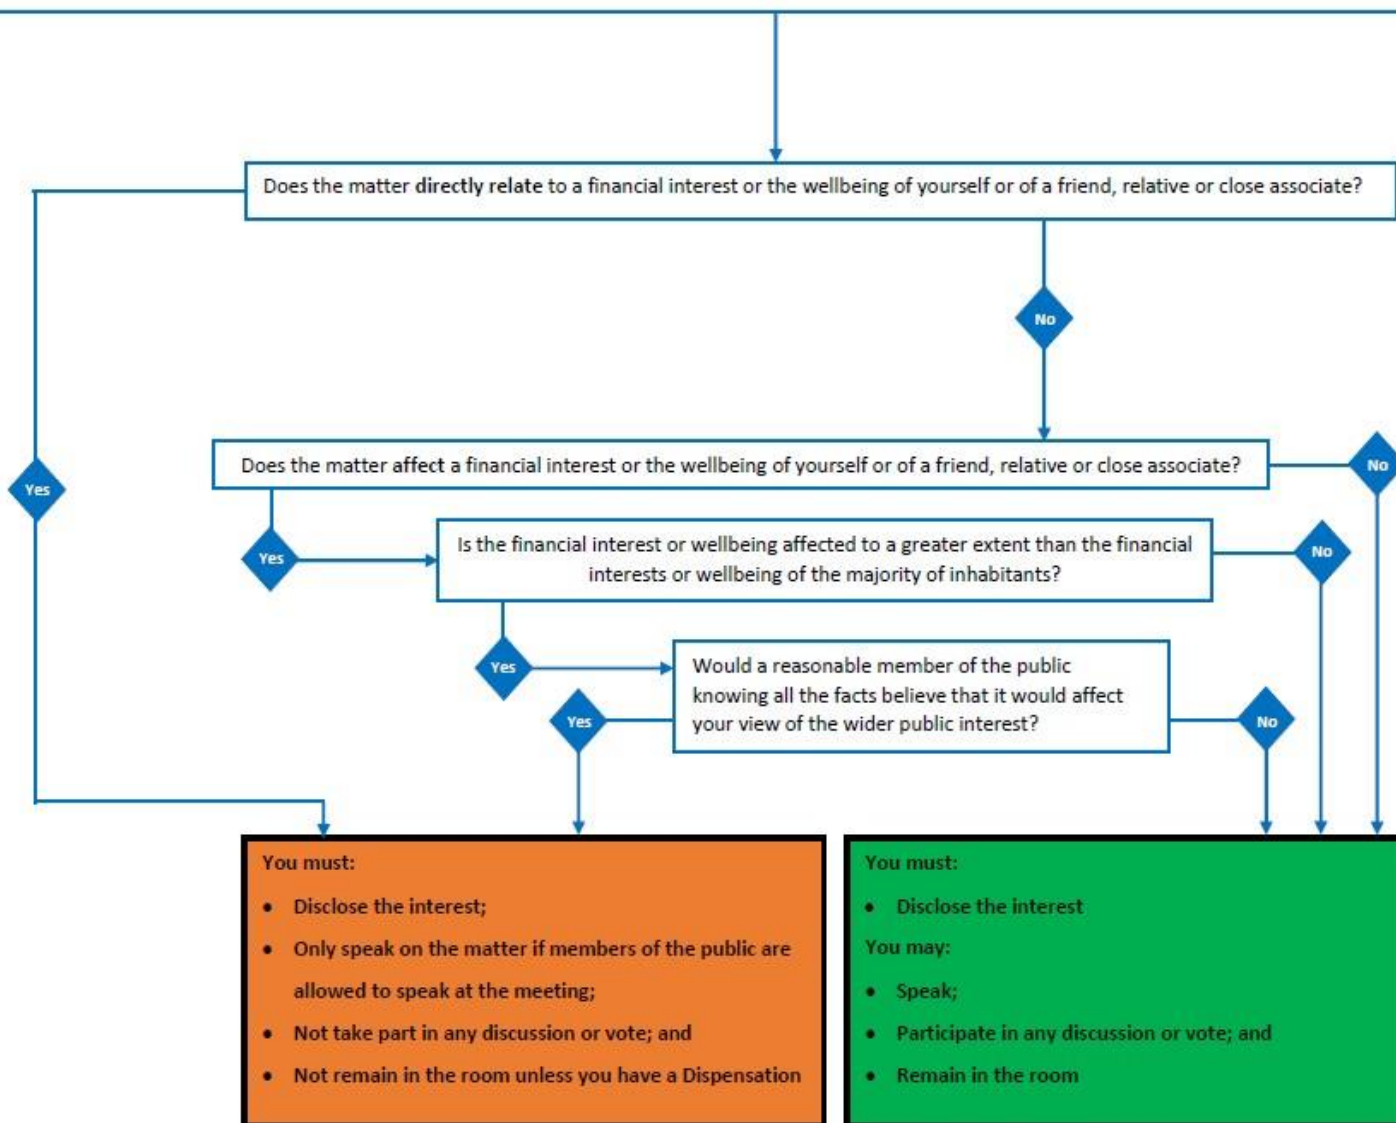 Does the matter directly relate to a financial interest or the wellbeing of yourself or of a friend, relative or close associate?
No
Does the matter affect a financial interest or the wellbeing of yourself or of a friend, relative or close associate?
No
Yes
Yes
Is the financial interest or wellbeing affected to a greater extent than the financial
interests or wellbeing of the majority of inhabitants?
No
Yes
Would a reasonable member of the public
knowing all the facts believe that it would affect
your view of the wider public interest?
Yes
No
You must:
• Disclose the interest;
• Only speak on the matter if members of the public are
allowed to speak at the meeting;
• Not take part in any discussion or vote; and
• Not remain in the room unless you have a Dispensation
You must:
• Disclose the interest
You may:
• Speak;
• Participate in any discussion or vote; and
• Remain in the room